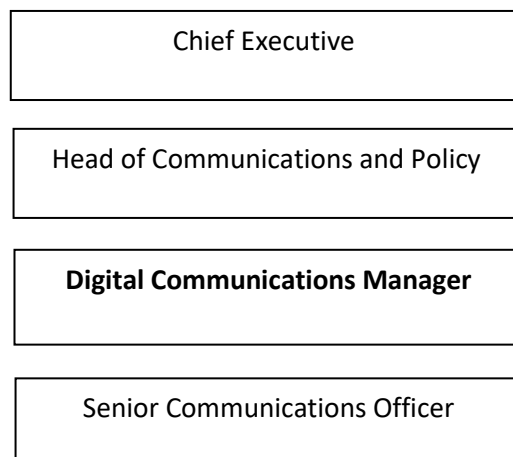 Chief Executive
Head of Communications and Policy
Digital Communications Manager
Senior Communications Officer